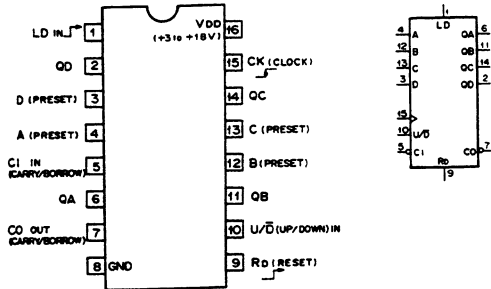 LD IN 1
QD 2
D (PRESET) 3
A (PRESET) 4
CI IN 5
(CARRY/BORROW)
QA 6
CO OUT 7
(CARRY/BORROW)
8 GND
VDD 16
(+3 to +18V)
15 CK (CLOCK)
14 QC
13 C (PRESET)
12 B (PRESET)
11 QB
10 U/D̅ (UP/DOWN) IN
9 RD (RESET)
1
LD
4 A QA 6
12 B QB 11
13 C QC 14
3 D QD 2
15
10 U/D̅
5 CI CO 7
RD
9